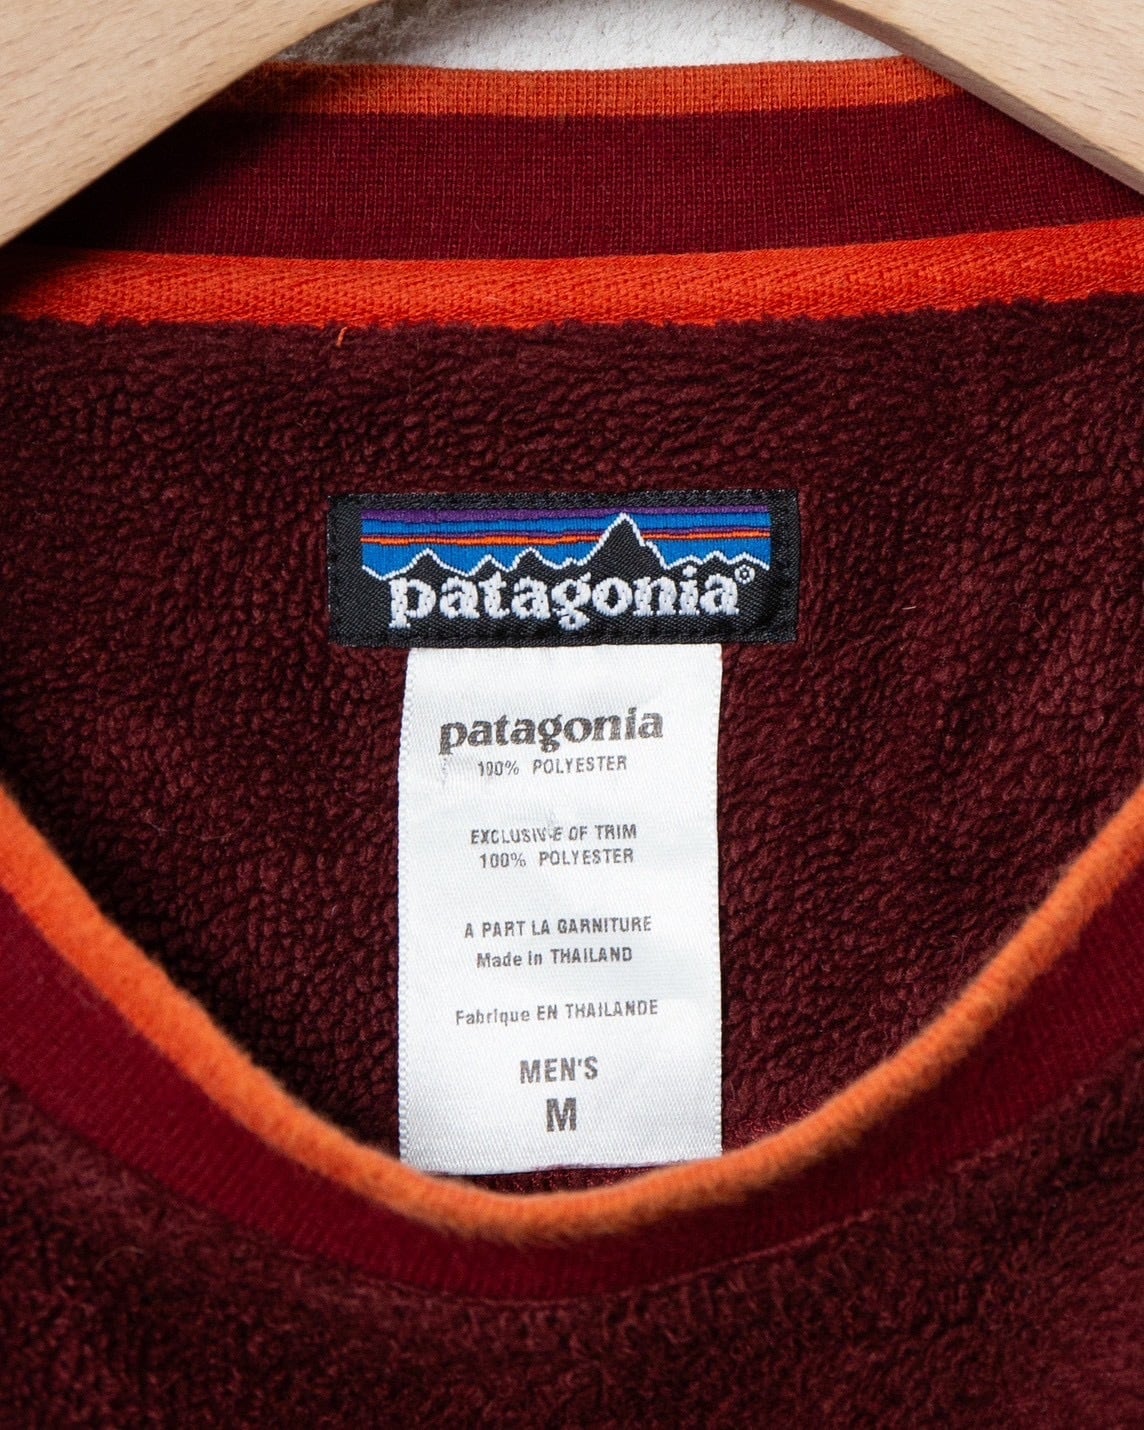 patagonia®
patagonia
100% POLYESTER
EXCLUSIVE OF TRIM
100% POLYESTER
A PART LA GARNITURE
Made in THAILAND
Fabrique EN THAILANDE
MEN'S
M